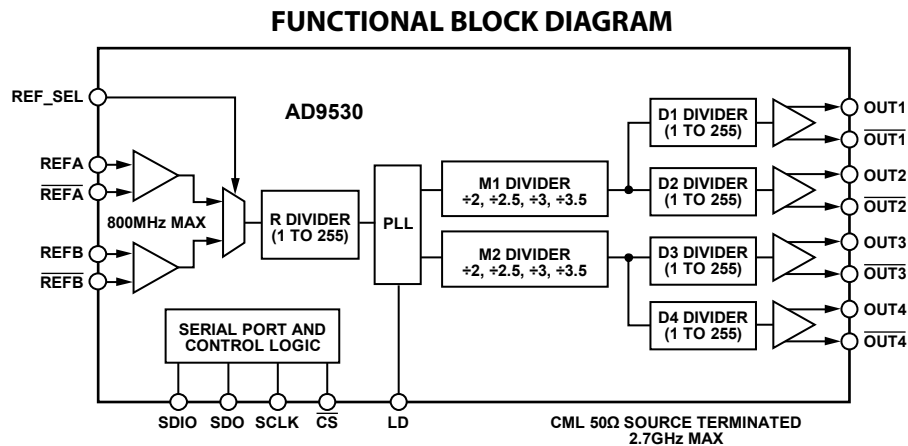 FUNCTIONAL BLOCK DIAGRAM
REF_SEL
AD9530
REFA
REFA
800MHz MAX
REFB
REFB
R DIVIDER
(1 TO 255)
PLL
M1 DIVIDER
÷2, ÷2.5, ÷3, ÷3.5
M2 DIVIDER
÷2, ÷2.5, ÷3, ÷3.5
D1 DIVIDER
(1 TO 255)
D2 DIVIDER
(1 TO 255)
D3 DIVIDER
(1 TO 255)
D4 DIVIDER
(1 TO 255)
OUT1
OUT1
OUT2
OUT2
OUT3
OUT3
OUT4
OUT4
SERIAL PORT AND
CONTROL LOGIC
SDIO
SDO
SCLK
CS
LD
CML 50Ω SOURCE TERMINATED
2.7GHz MAX